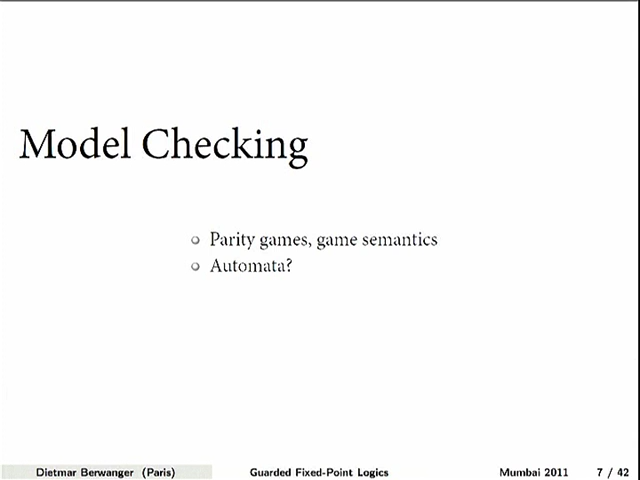 Model Checking
Parity games, game semantics
Automata?
Dietmar Berwanger (Paris) Guarded Fixed-Point Logics Mumbai 2011 7 / 42